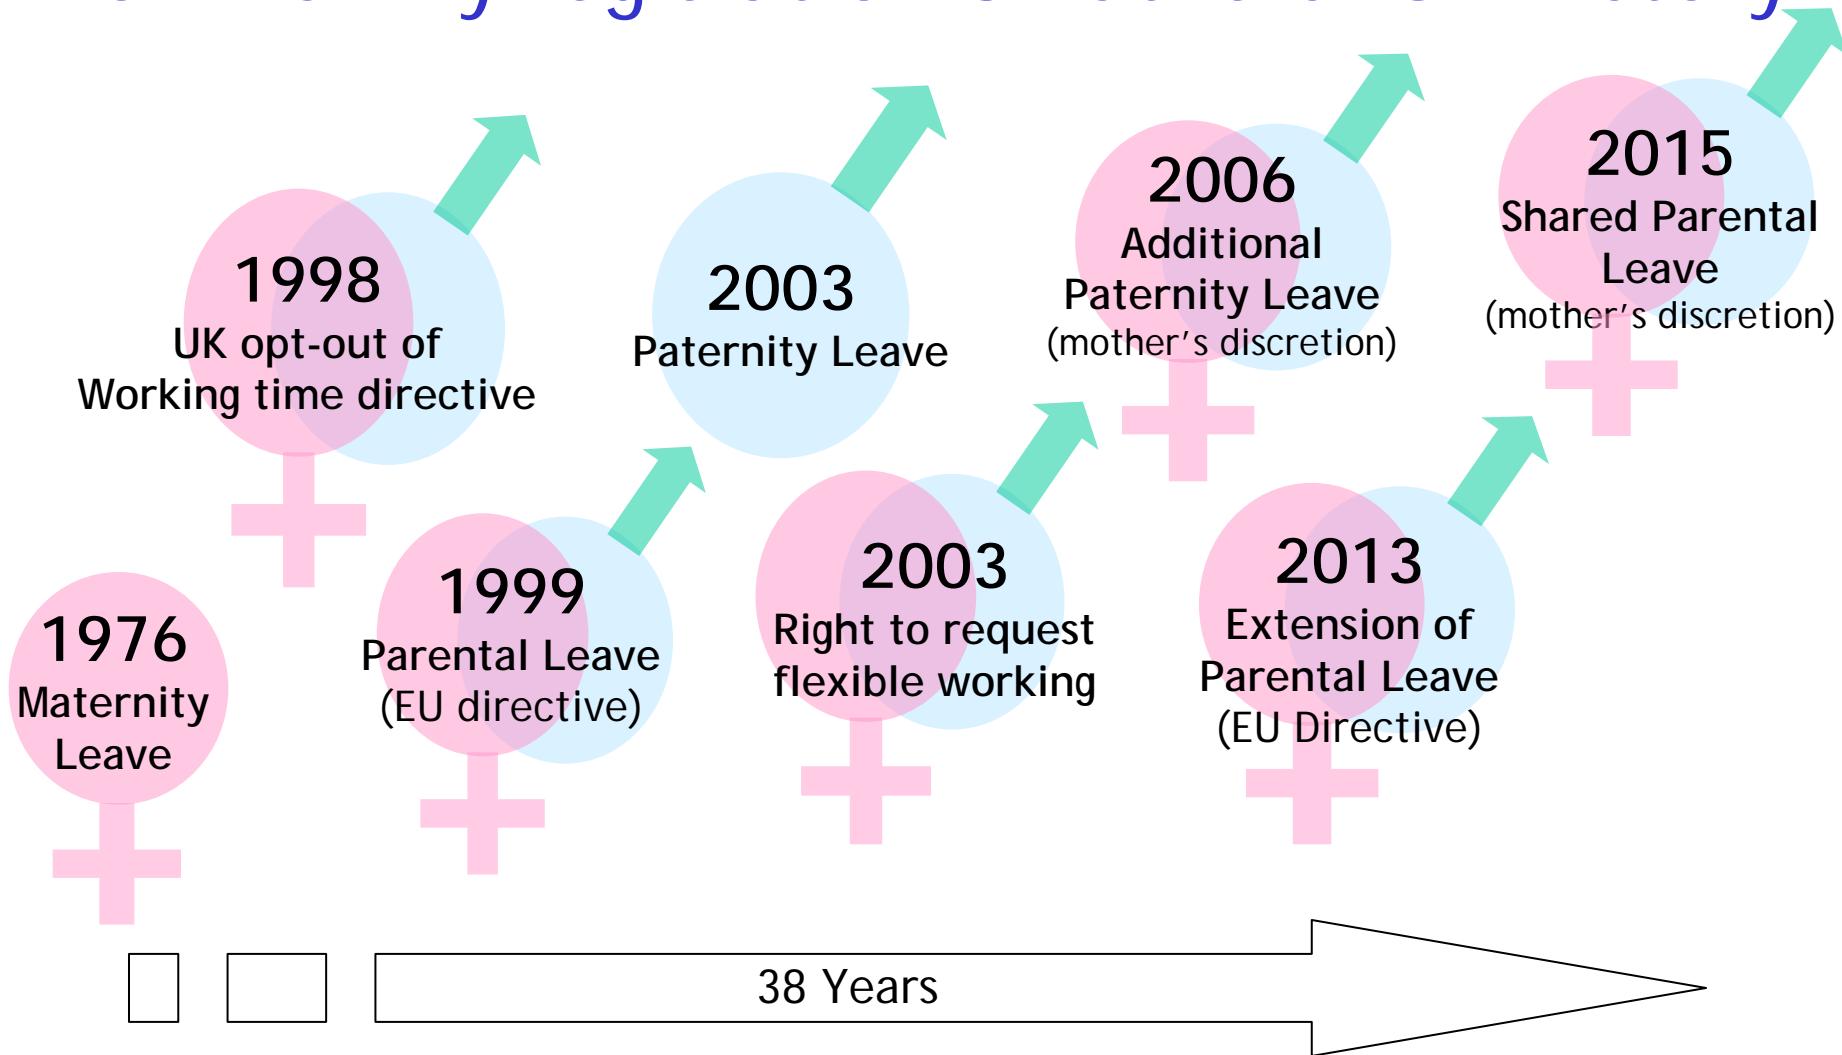 1976
Maternity
Leave
1998
UK opt-out of
Working time directive
1999
Parental Leave
(EU directive)
2003
Paternity Leave
2003
Right to request
flexible working
2006
Additional
Paternity Leave
(mother's discretion)
2013
Extension of
Parental Leave
(EU Directive)
2015
Shared Parental
Leave
(mother's discretion)
38 Years